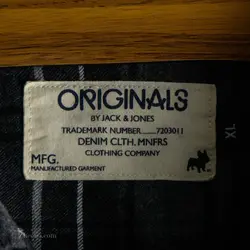 ORIGINALS
BY JACK & JONES
TRADEMARK NUMBER........7203011
DENIM CLTH. MNFRS
CLOTHING COMPANY
MFG.
MANUFACTURED GARMENT
XL